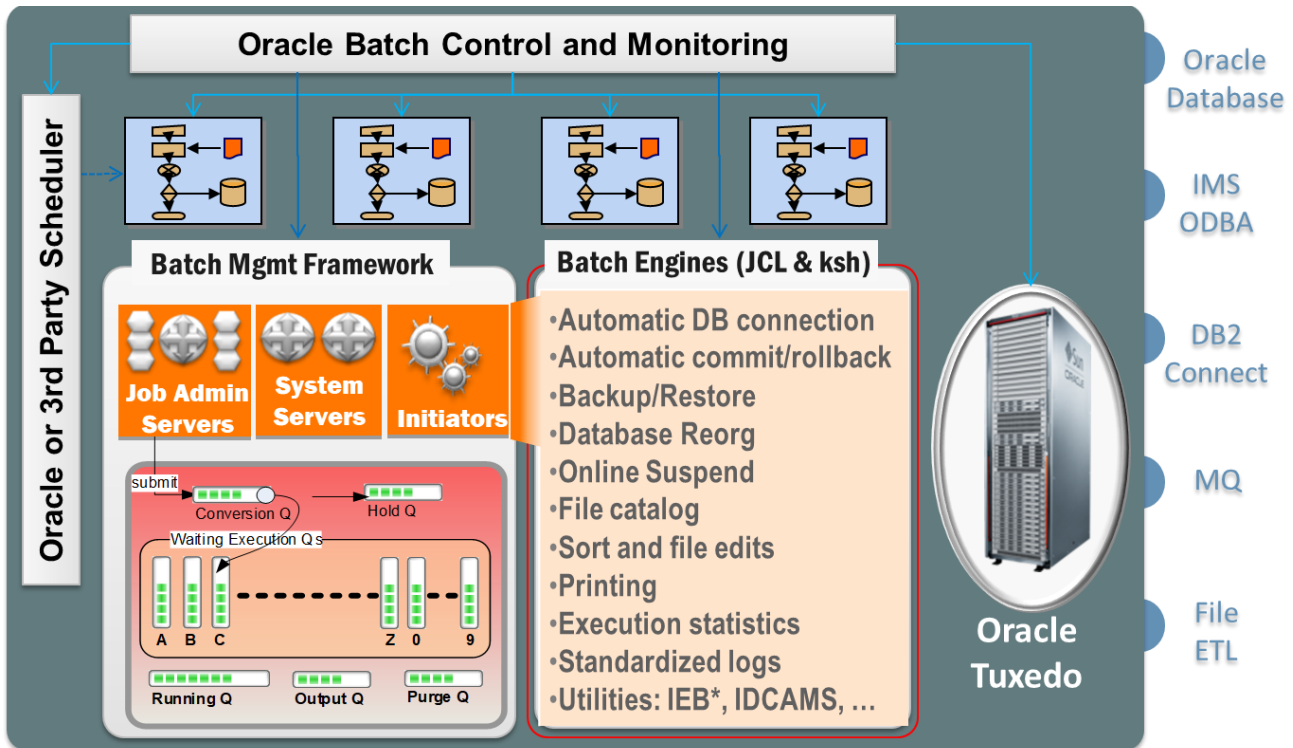 Oracle Batch Control and Monitoring
Oracle or 3rd Party Scheduler
Batch Mgmt Framework
Job Admin
Servers
System
Servers
Initiators
submit
Conversion Q
Hold Q
Waiting Execution Qs
A B C Z 0 9
Running Q
Output Q
Purge Q
Batch Engines (JCL & ksh)
•Automatic DB connection
•Automatic commit/rollback
•Backup/Restore
•Database Reorg
•Online Suspend
•File catalog
•Sort and file edits
•Printing
•Execution statistics
•Standardized logs
•Utilities: IEB*, IDCAMS, …
Sun
ORACLE
Oracle
Tuxedo
Oracle
Database
IMS
ODBA
DB2
Connect
MQ
File
ETL